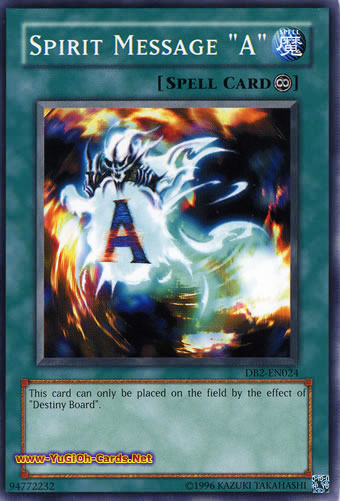 Spirit Message "A"
SPELL
魔
[Spell Card]
A
DB2-EN024
This card can only be placed on the field by the effect of
"Destiny Board".
www.YuGiOh-Cards.Net
94772232
©1996 KAZUKI TAKAHASHI